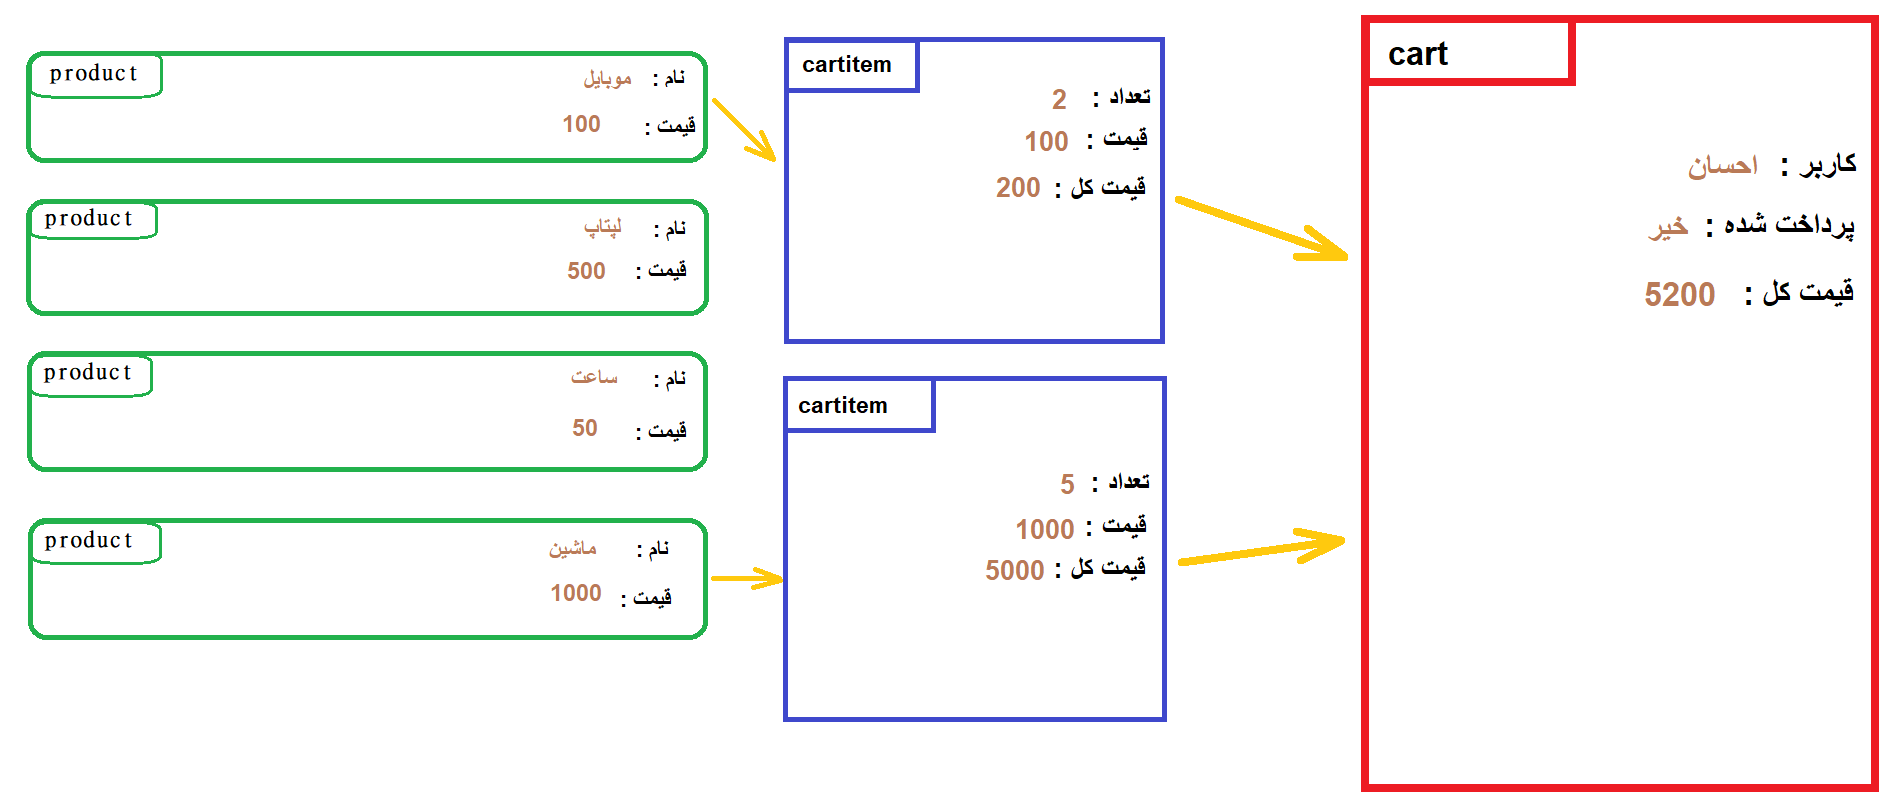 product
نام : موبایل
قیمت : 100
product
نام : لپتاپ
قیمت : 500
product
نام : ساعت
قیمت : 50
product
نام : ماشین
قیمت : 1000
cartitem
تعداد : 2
قیمت : 100
قیمت کل : 200
cartitem
تعداد : 5
قیمت : 1000
قیمت کل : 5000
cart
کاربر : احسان
پرداخت شده : خیر
قیمت کل : 5200